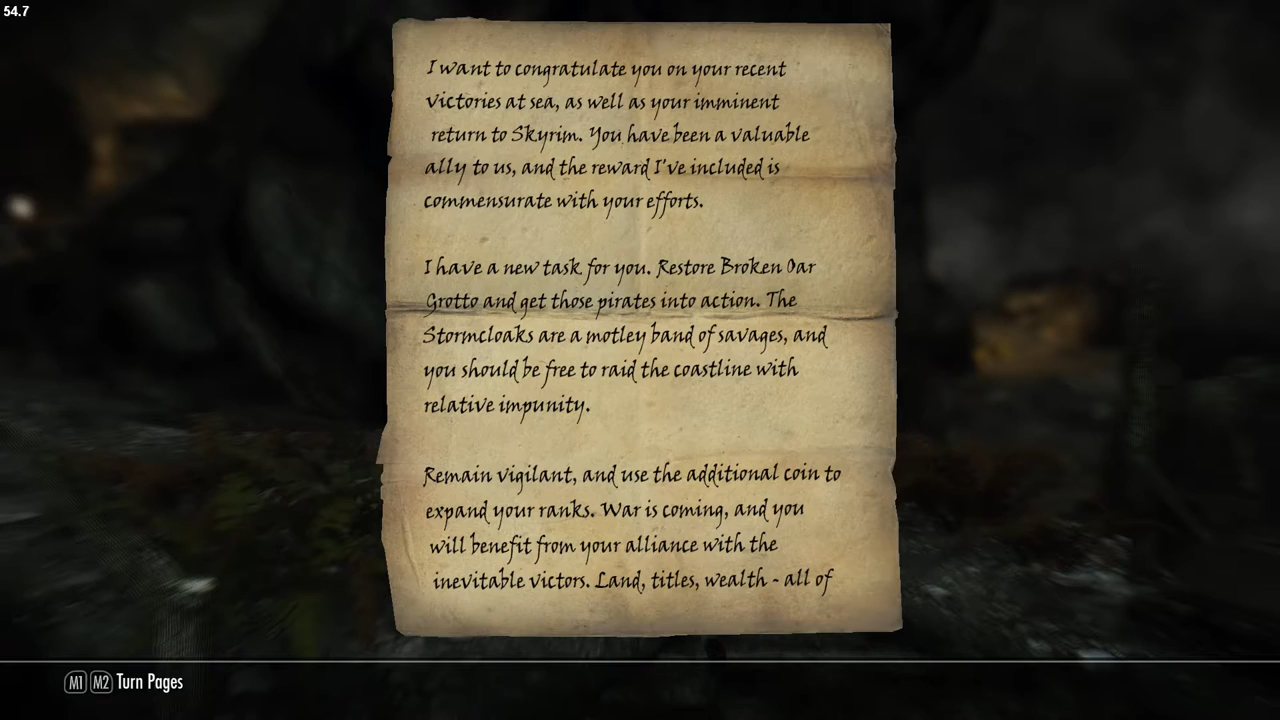 54.7
I want to congratulate you on your recent
victories at sea, as well as your imminent
return to Skyrim. You have been a valuable
ally to us, and the reward I've included is
commensurate with your efforts.
I have a new task for you. Restore Broken Oar
Grotto and get those pirates into action. The
Stormcloaks are a motley band of savages, and
you should be free to raid the coastline with
relative impunity.
Remain vigilant, and use the additional coin to
expand your ranks. War is coming, and you
will benefit from your alliance with the
inevitable victors. Land, titles, wealth - all of
M1 M2 Turn Pages